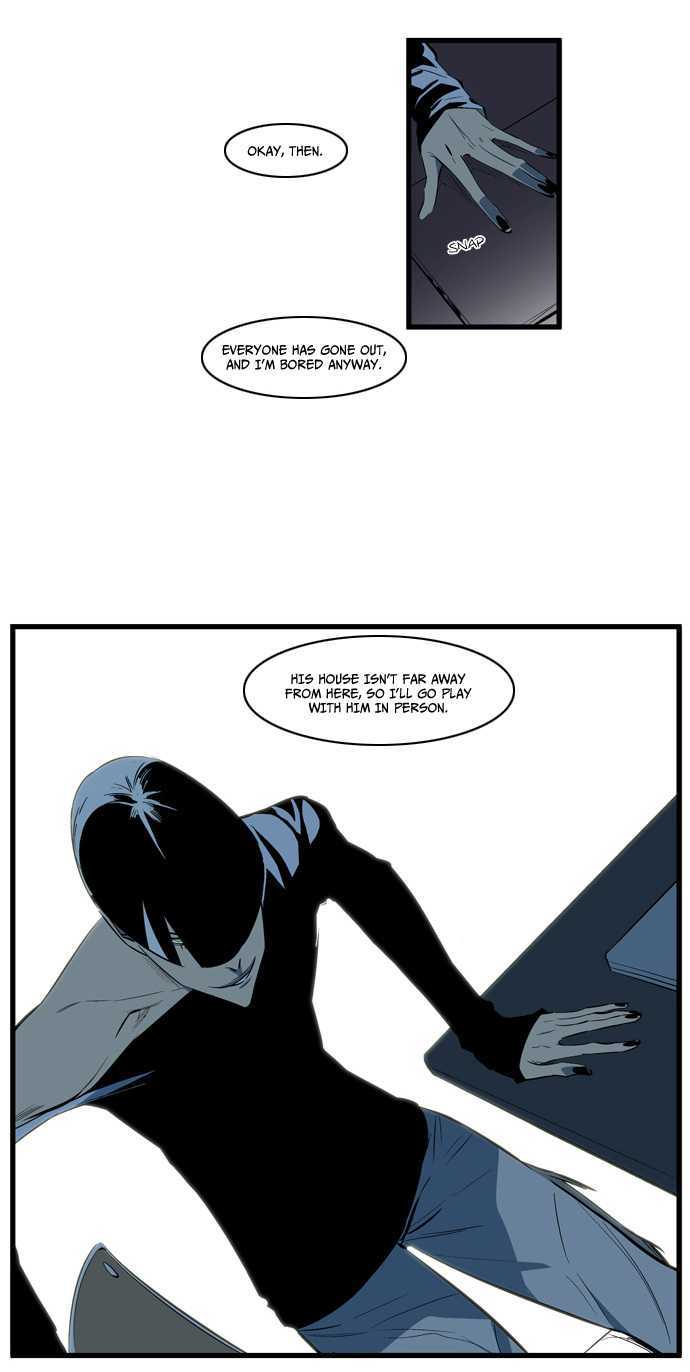 OKAY, THEN.
SNAP
EVERYONE HAS GONE OUT,
AND I'M BORED ANYWAY.
HIS HOUSE ISN'T FAR AWAY
FROM HERE, SO I'LL GO PLAY
WITH HIM IN PERSON.